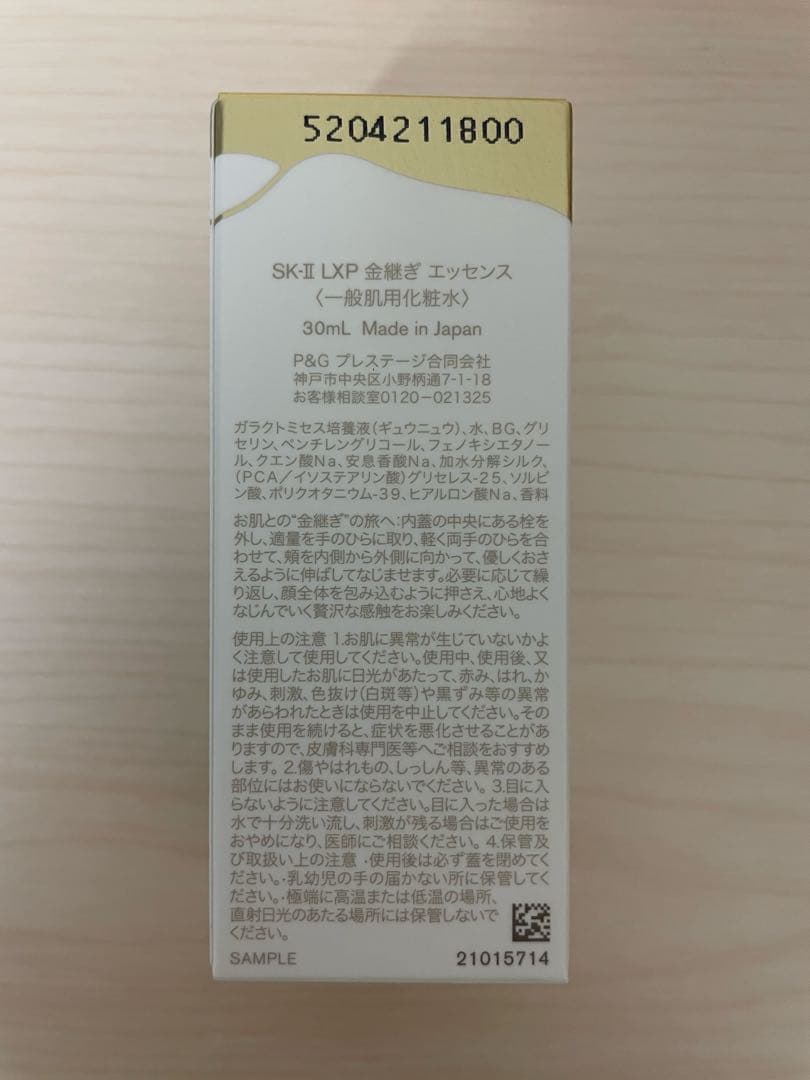 5204211800
SK-Ⅱ LXP 金継ぎ エッセンス
〈一般肌用化粧水〉
30mL Made in Japan
P&G プレステージ合同会社
神戸市中央区小野柄通7-1-18
お客様相談室0120−021325
ガラクトミセス培養液（ギュウニュウ）、水、BG、グリ
セリン、ペンチレングリコール、フェノキシエタノー
ル、クエン酸Na、安息香酸Na、加水分解シルク、
（PCA／イソステアリン酸）グリセレス-25、ソルビ
ン酸、ポリクオタニウム-39、ヒアルロン酸Na、香料
お肌との“金継ぎ”の旅へ：内蓋の中央にある栓を
外し、適量を手のひらに取り、軽く両手のひらを合
わせて、頬を内側から外側に向かって、優しくおさ
えるように伸ばしてなじませます。必要に応じて繰
り返し、顔全体を包み込むように押さえ、心地よく
なじんでいく贅沢な感触をお楽しみください。
使用上の注意 1.お肌に異常が生じていないかよ
く注意して使用してください。使用中、使用後、又
は使用したお肌に日光があたって、赤み、はれ、か
ゆみ、刺激、色抜け（白斑等）や黒ずみ等の異常
があらわれたときは使用を中止してください。その
まま使用を続けると、症状を悪化させることがあ
りますので、皮膚科専門医等へご相談をおすすめ
します。 2.傷やはれもの、しっしん等、異常のある
部位にはお使いにならないでください。 3.目に入
らないように注意してください。目に入った場合は
水で十分洗い流し、刺激が残る場合はご使用を
おやめになり、医師にご相談ください。 4.保管及
び取扱い上の注意 ・使用後は必ず蓋を閉めてく
ださい。・乳幼児の手の届かない所に保管してく
ださい。・極端に高温または低温の場所、
直射日光のあたる場所には保管しないで
ください。
SAMPLE 21015714